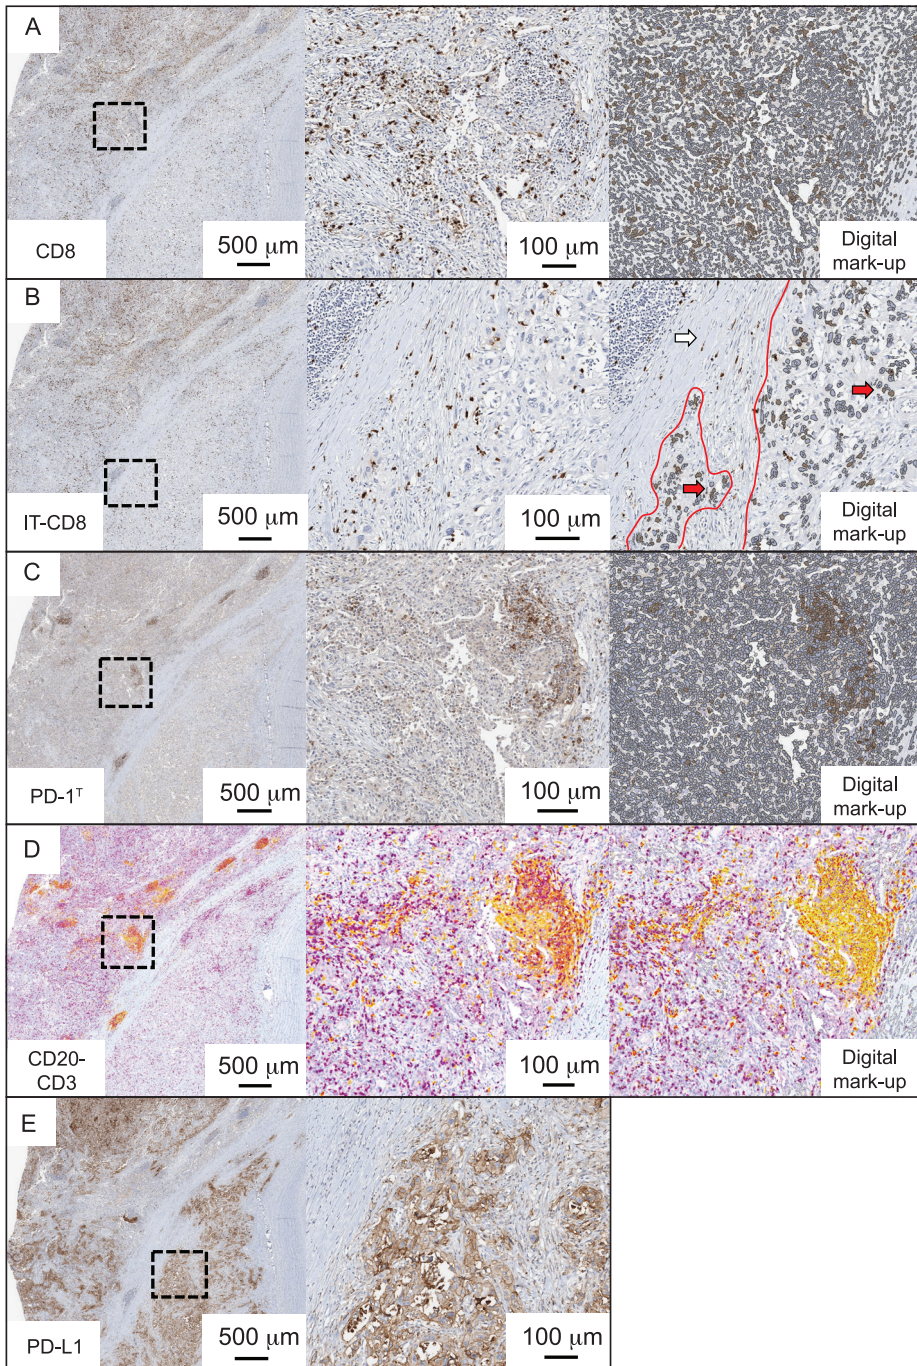 A
CD8
500 μm
100 μm
Digital
mark-up
B
IT-CD8
500 μm
100 μm
Digital
mark-up
C
PD-1ᵀ
500 μm
100 μm
Digital
mark-up
D
CD20-
CD3
500 μm
100 μm
Digital
mark-up
E
PD-L1
500 μm
100 μm